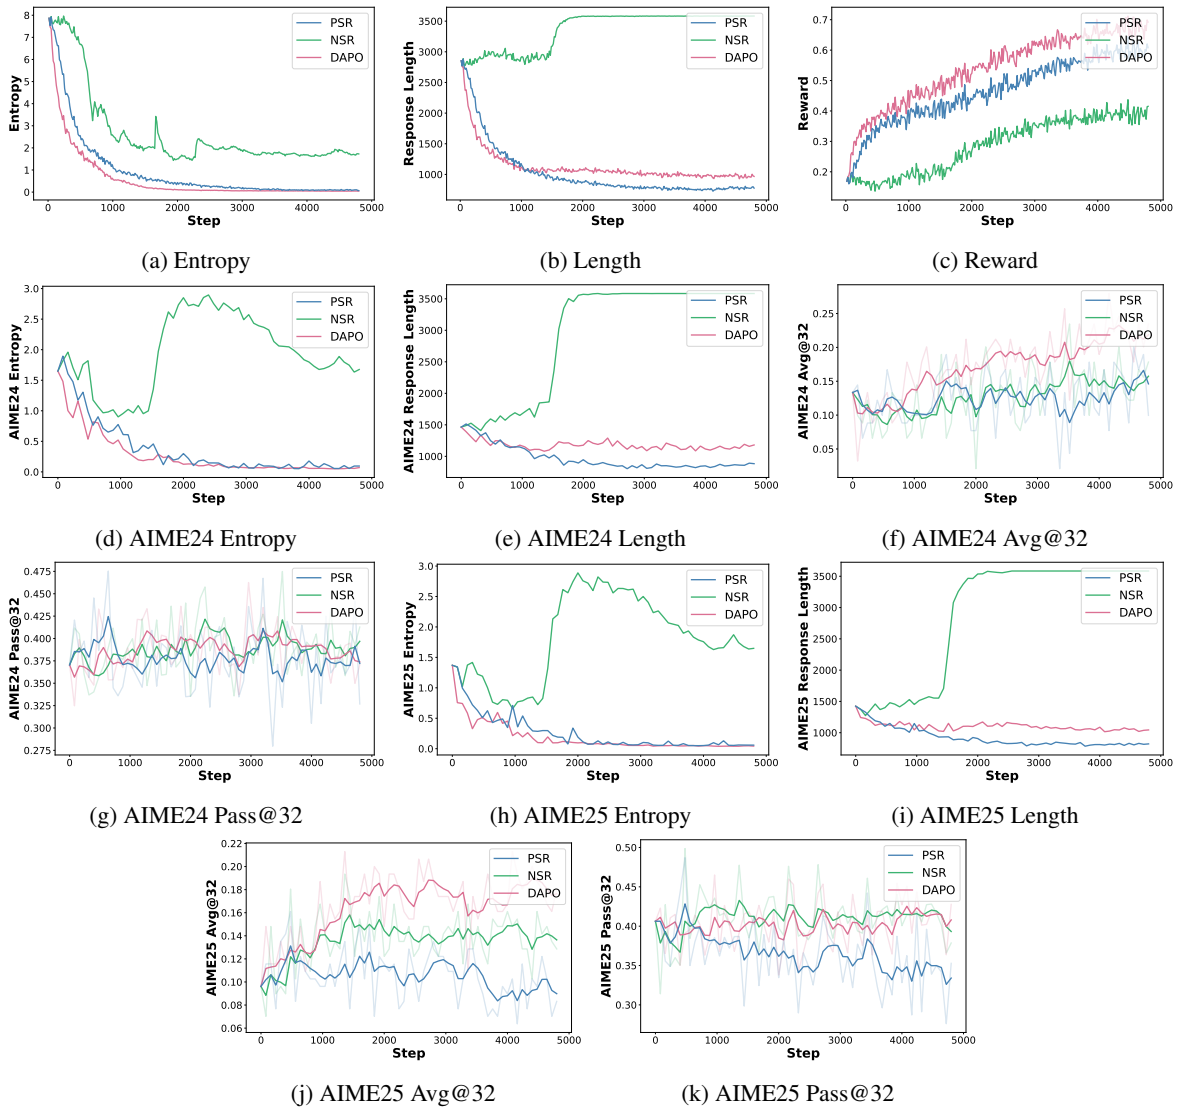 Entropy
8
7
6
5
4
3
2
1
0
0 1000 2000 3000 4000 5000
Step
PSR
NSR
DAPO
(a) Entropy
Response Length
3500
3000
2500
2000
1500
1000
0 1000 2000 3000 4000 5000
Step
PSR
NSR
DAPO
(b) Length
Reward
0.7
0.6
0.5
0.4
0.3
0.2
0 1000 2000 3000 4000 5000
Step
PSR
NSR
DAPO
(c) Reward
AIME24 Entropy
3.0
2.5
2.0
1.5
1.0
0.5
0.0
0 1000 2000 3000 4000 5000
Step
PSR
NSR
DAPO
(d) AIME24 Entropy
AIME24 Response Length
3500
3000
2500
2000
1500
1000
0 1000 2000 3000 4000 5000
Step
PSR
NSR
DAPO
(e) AIME24 Length
AIME24 Avg@32
0.25
0.20
0.15
0.10
0.05
0 1000 2000 3000 4000 5000
Step
PSR
NSR
DAPO
(f) AIME24 Avg@32
AIME24 Pass@32
0.475
0.450
0.425
0.400
0.375
0.350
0.325
0.300
0.275
0 1000 2000 3000 4000 5000
Step
PSR
NSR
DAPO
(g) AIME24 Pass@32
AIME25 Entropy
3.0
2.5
2.0
1.5
1.0
0.5
0.0
0 1000 2000 3000 4000 5000
Step
PSR
NSR
DAPO
(h) AIME25 Entropy
AIME25 Response Length
3500
3000
2500
2000
1500
1000
0 1000 2000 3000 4000 5000
Step
PSR
NSR
DAPO
(i) AIME25 Length
AIME25 Avg@32
0.22
0.20
0.18
0.16
0.14
0.12
0.10
0.08
0.06
0 1000 2000 3000 4000 5000
Step
PSR
NSR
DAPO
(j) AIME25 Avg@32
AIME25 Pass@32
0.50
0.45
0.40
0.35
0.30
0 1000 2000 3000 4000 5000
Step
PSR
NSR
DAPO
(k) AIME25 Pass@32